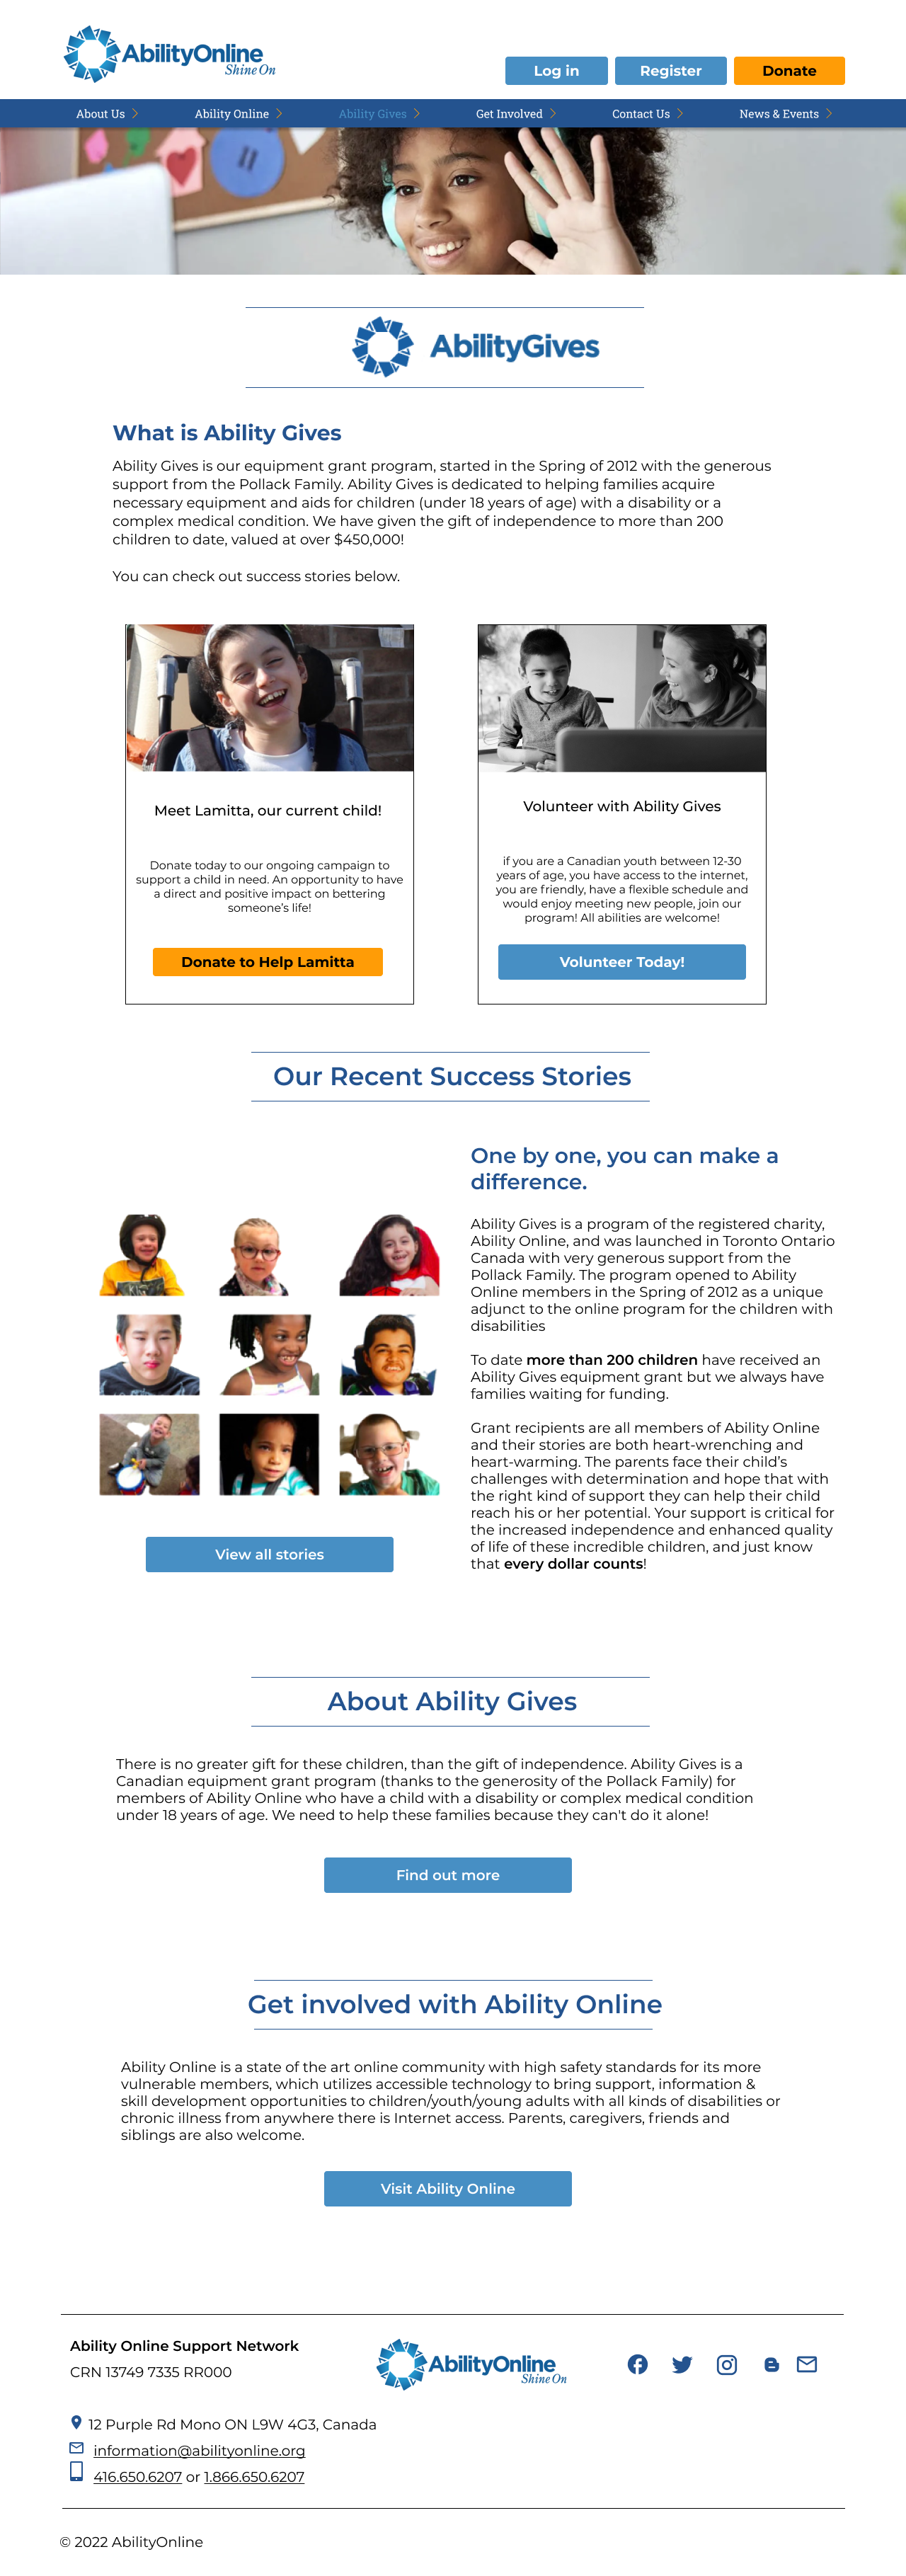 AbilityOnline
Shine On
Log in
Register
Donate
About Us
Ability Online
Ability Gives
Get Involved
Contact Us
News & Events
AbilityGives
What is Ability Gives
Ability Gives is our equipment grant program, started in the Spring of 2012 with the generous
support from the Pollack Family. Ability Gives is dedicated to helping families acquire
necessary equipment and aids for children (under 18 years of age) with a disability or a
complex medical condition. We have given the gift of independence to more than 200
children to date, valued at over $450,000!
You can check out success stories below.
Meet Lamitta, our current child!
Donate today to our ongoing campaign to
support a child in need. An opportunity to have
a direct and positive impact on bettering
someone's life!
Donate to Help Lamitta
Volunteer with Ability Gives
if you are a Canadian youth between 12-30
years of age, you have access to the internet,
you are friendly, have a flexible schedule and
would enjoy meeting new people, join our
program! All abilities are welcome!
Volunteer Today!
Our Recent Success Stories
View all stories
One by one, you can make a
difference.
Ability Gives is a program of the registered charity,
Ability Online, and was launched in Toronto Ontario
Canada with very generous support from the
Pollack Family. The program opened to Ability
Online members in the Spring of 2012 as a unique
adjunct to the online program for the children with
disabilities
To date more than 200 children have received an
Ability Gives equipment grant but we always have
families waiting for funding.
Grant recipients are all members of Ability Online
and their stories are both heart-wrenching and
heart-warming. The parents face their child's
challenges with determination and hope that with
the right kind of support they can help their child
reach his or her potential. Your support is critical for
the increased independence and enhanced quality
of life of these incredible children, and just know
that every dollar counts!
About Ability Gives
There is no greater gift for these children, than the gift of independence. Ability Gives is a
Canadian equipment grant program (thanks to the generosity of the Pollack Family) for
members of Ability Online who have a child with a disability or complex medical condition
under 18 years of age. We need to help these families because they can't do it alone!
Find out more
Get involved with Ability Online
Ability Online is a state of the art online community with high safety standards for its more
vulnerable members, which utilizes accessible technology to bring support, information &
skill development opportunities to children/youth/young adults with all kinds of disabilities or
chronic illness from anywhere there is Internet access. Parents, caregivers, friends and
siblings are also welcome.
Visit Ability Online
Ability Online Support Network
CRN 13749 7335 RR000
AbilityOnline
Shine On
12 Purple Rd Mono ON L9W 4G3, Canada
information@abilityonline.org
416.650.6207 or 1.866.650.6207
© 2022 AbilityOnline